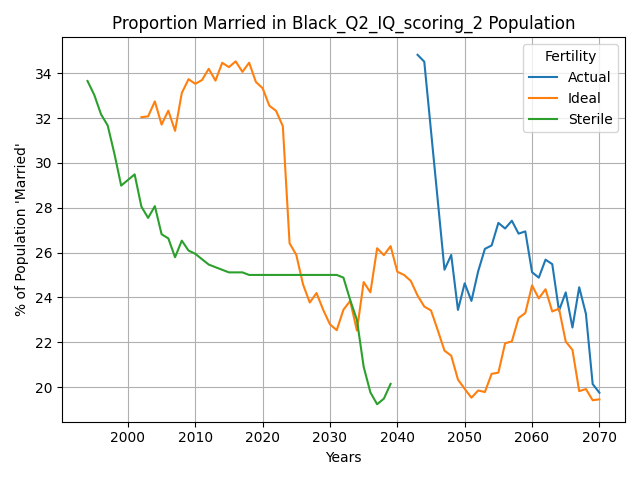 Proportion Married in Black_Q2_IQ_scoring_2 Population
% of Population 'Married'
34
32
30
28
26
24
22
20
Fertility
Actual
Ideal
Sterile
2000 2010 2020 2030 2040 2050 2060 2070
Years